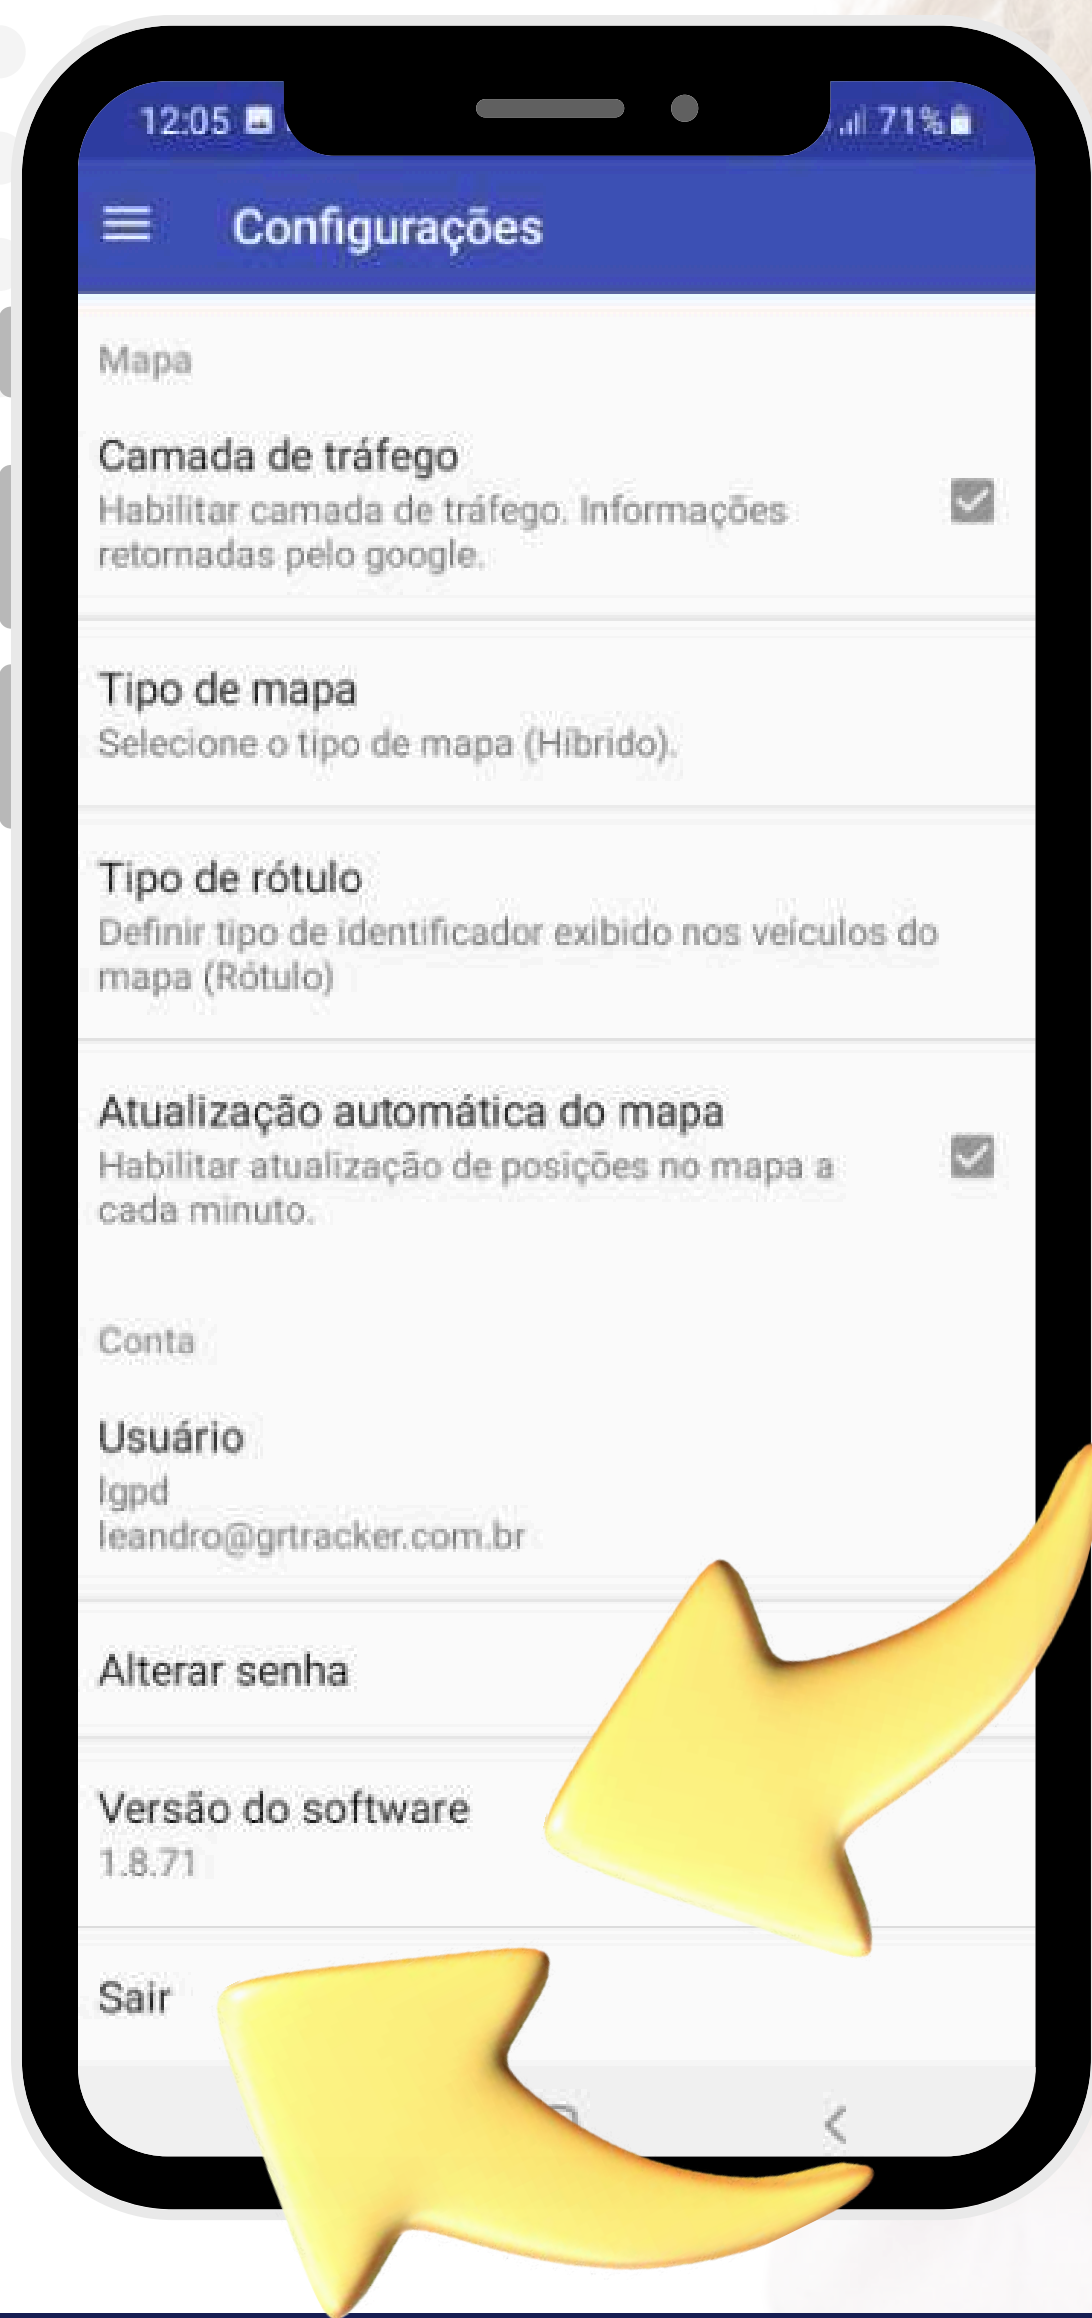 12:05
71%
Configurações
Mapa
Camada de tráfego
Habilitar camada de tráfego. Informações
retornadas pelo google.
Tipo de mapa
Selecione o tipo de mapa (Híbrido).
Tipo de rótulo
Definir tipo de identificador exibido nos veículos do
mapa (Rótulo)
Atualização automática do mapa
Habilitar atualização de posições no mapa a
cada minuto.
Conta
Usuário
lgpd
leandro@grtracker.com.br
Alterar senha
Versão do software
1.8.71
Sair